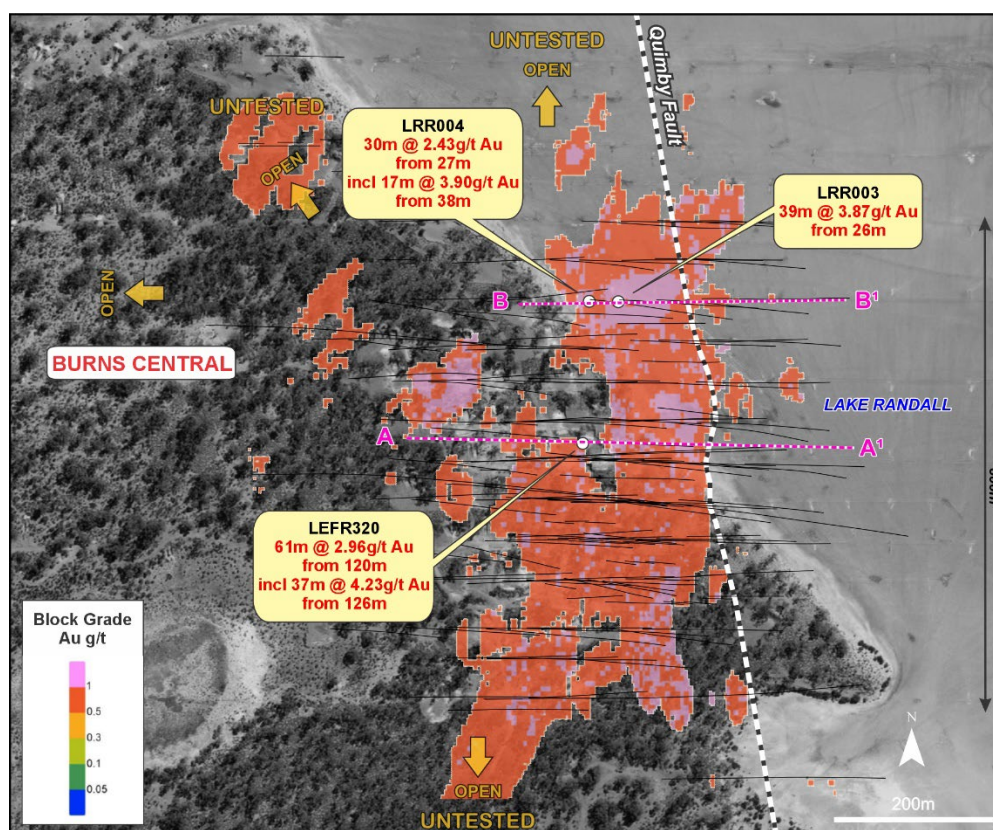 UNTESTED
OPEN
Quimby Fault
UNTESTED
OPEN
LRR004
30m @ 2.43g/t Au
from 27m
incl 17m @ 3.90g/t Au
from 38m
LRR003
39m @ 3.87g/t Au
from 26m
OPEN
B
B¹
BURNS CENTRAL
LAKE RANDALL
A
A¹
LEFR320
61m @ 2.96g/t Au
from 120m
incl 37m @ 4.23g/t Au
from 126m
Block Grade
Au g/t
1
0.5
0.3
0.1
0.05
N
200m
OPEN
UNTESTED